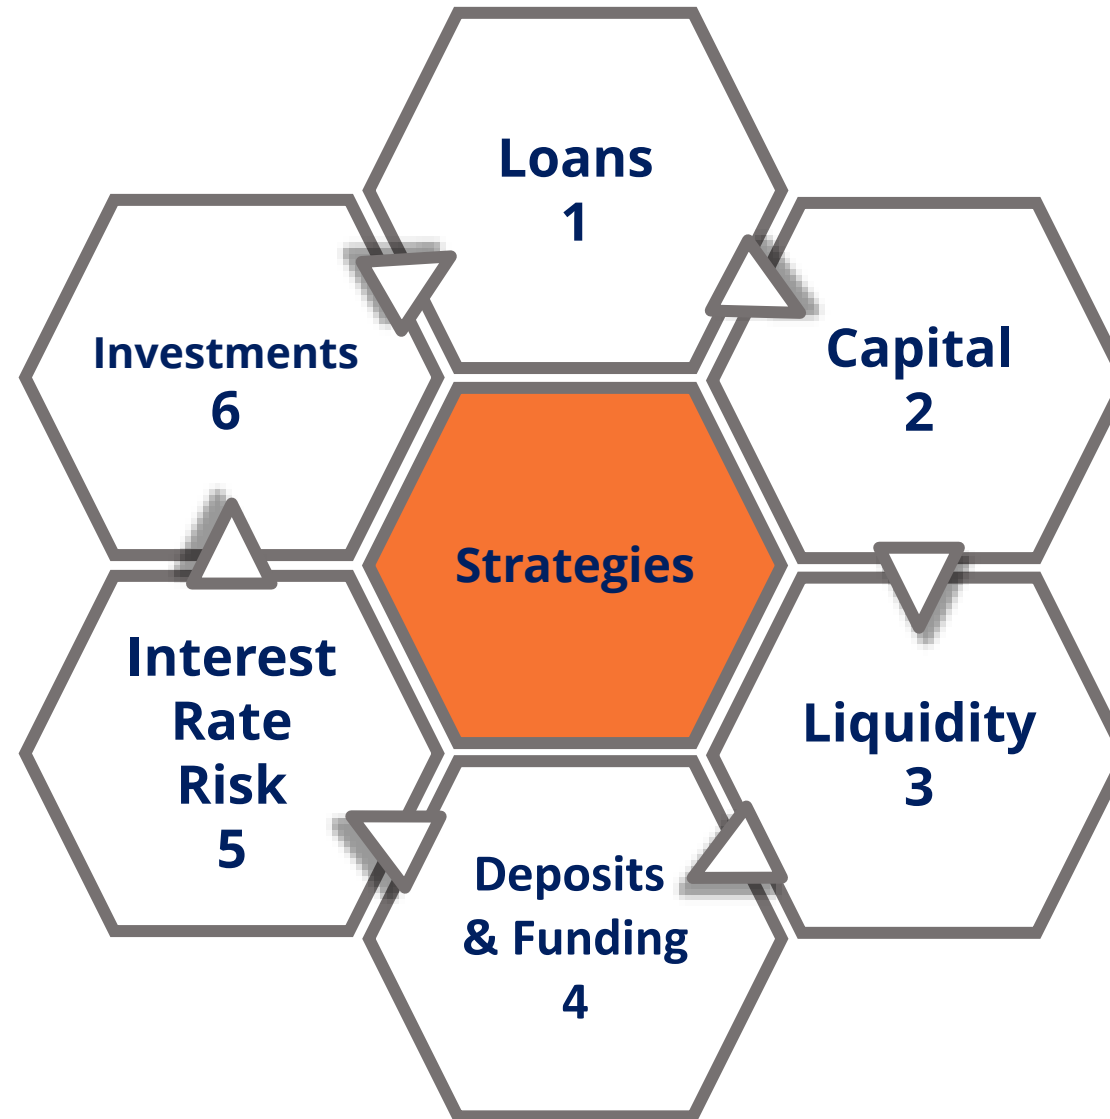 Loans
1
Capital
2
Liquidity
3
Deposits
& Funding
4
Interest
Rate
Risk
5
Investments
6
Strategies